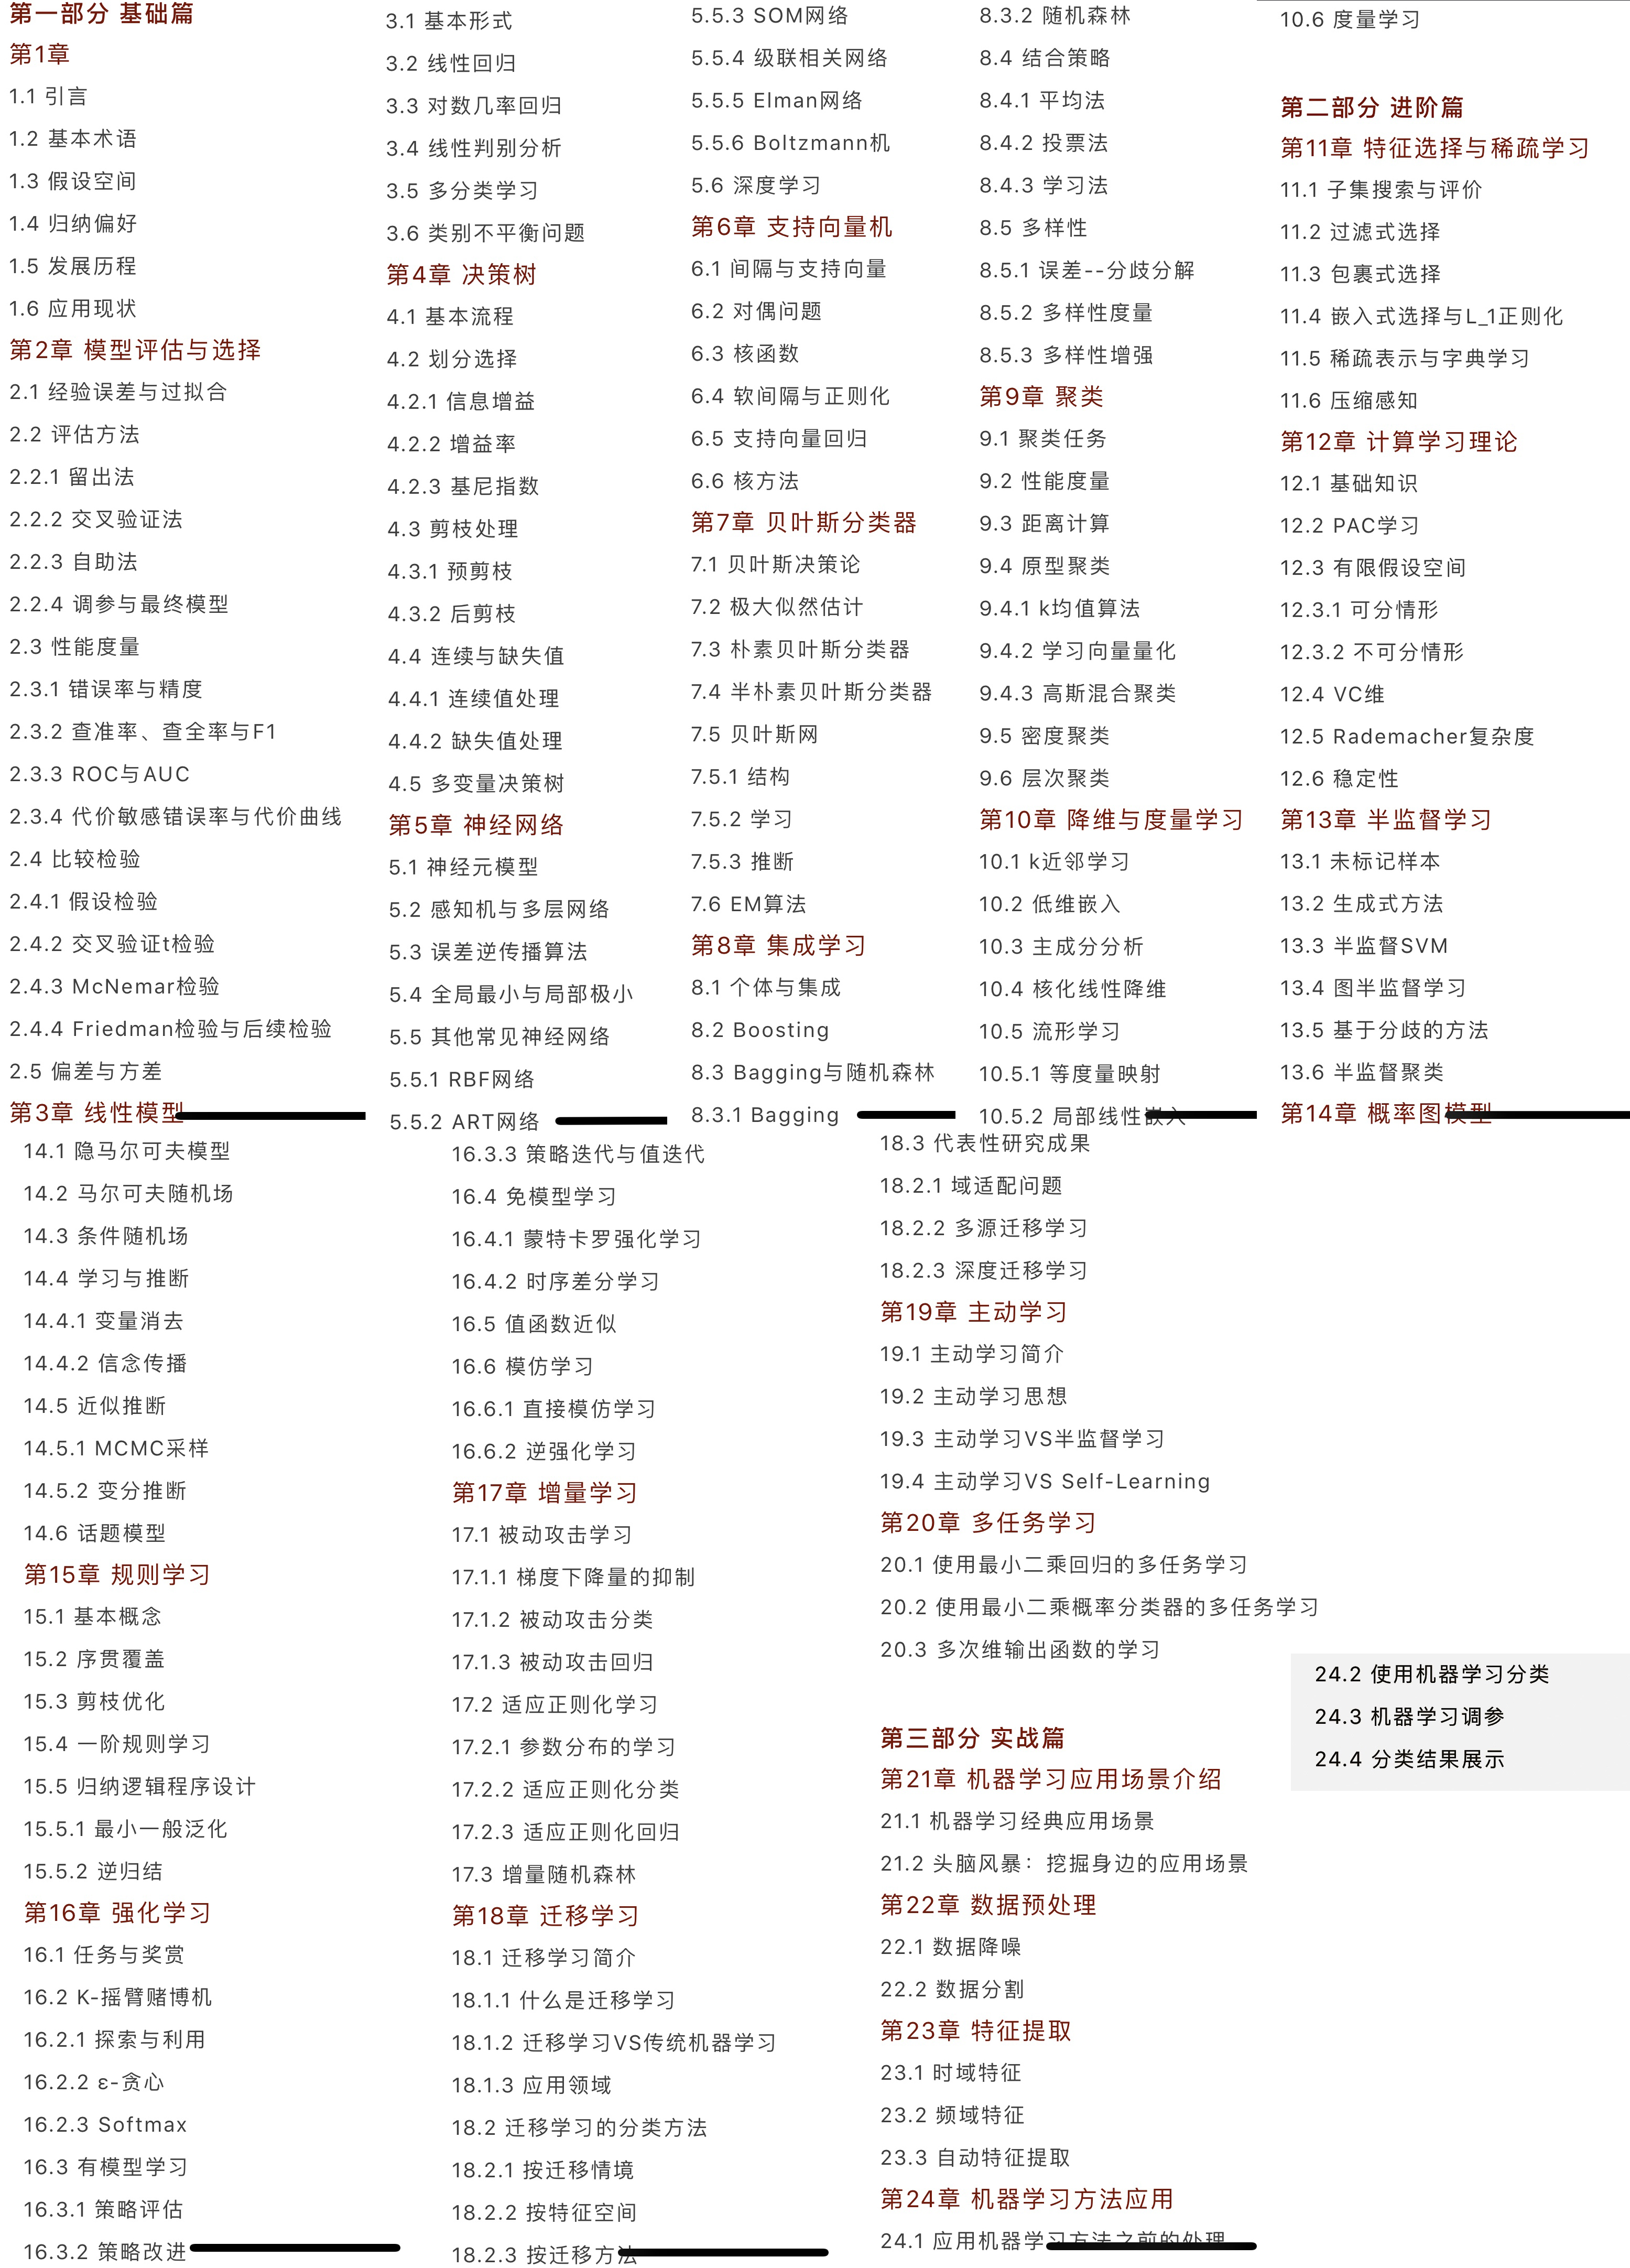 第一部分 基础篇
第1章
1.1 引言
1.2 基本术语
1.3 假设空间
1.4 归纳偏好
1.5 发展历程
1.6 应用现状
第2章 模型评估与选择
2.1 经验误差与过拟合
2.2 评估方法
2.2.1 留出法
2.2.2 交叉验证法
2.2.3 自助法
2.2.4 调参与最终模型
2.3 性能度量
2.3.1 错误率与精度
2.3.2 查准率、查全率与F1
2.3.3 ROC与AUC
2.3.4 代价敏感错误率与代价曲线
2.4 比较检验
2.4.1 假设检验
2.4.2 交叉验证t检验
2.4.3 McNemar检验
2.4.4 Friedman检验与后续检验
2.5 偏差与方差
第3章 线性模型
3.1 基本形式
3.2 线性回归
3.3 对数几率回归
3.4 线性判别分析
3.5 多分类学习
3.6 类别不平衡问题
第4章 决策树
4.1 基本流程
4.2 划分选择
4.2.1 信息增益
4.2.2 增益率
4.2.3 基尼指数
4.3 剪枝处理
4.3.1 预剪枝
4.3.2 后剪枝
4.4 连续与缺失值
4.4.1 连续值处理
4.4.2 缺失值处理
4.5 多变量决策树
第5章 神经网络
5.1 神经元模型
5.2 感知机与多层网络
5.3 误差逆传播算法
5.4 全局最小与局部极小
5.5 其他常见神经网络
5.5.1 RBF网络
5.5.2 ART网络
5.5.3 SOM网络
5.5.4 级联相关网络
5.5.5 Elman网络
5.5.6 Boltzmann机
5.6 深度学习
第6章 支持向量机
6.1 间隔与支持向量
6.2 对偶问题
6.3 核函数
6.4 软间隔与正则化
6.5 支持向量回归
6.6 核方法
第7章 贝叶斯分类器
7.1 贝叶斯决策论
7.2 极大似然估计
7.3 朴素贝叶斯分类器
7.4 半朴素贝叶斯分类器
7.5 贝叶斯网
7.5.1 结构
7.5.2 学习
7.5.3 推断
7.6 EM算法
第8章 集成学习
8.1 个体与集成
8.2 Boosting
8.3 Bagging与随机森林
8.3.1 Bagging
8.3.2 随机森林
8.4 结合策略
8.4.1 平均法
8.4.2 投票法
8.4.3 学习法
8.5 多样性
8.5.1 误差--分歧分解
8.5.2 多样性度量
8.5.3 多样性增强
第9章 聚类
9.1 聚类任务
9.2 性能度量
9.3 距离计算
9.4 原型聚类
9.4.1 k均值算法
9.4.2 学习向量量化
9.4.3 高斯混合聚类
9.5 密度聚类
9.6 层次聚类
第10章 降维与度量学习
10.1 k近邻学习
10.2 低维嵌入
10.3 主成分分析
10.4 核化线性降维
10.5 流形学习
10.5.1 等度量映射
10.5.2 局部线性嵌入
10.6 度量学习
第二部分 进阶篇
第11章 特征选择与稀疏学习
11.1 子集搜索与评价
11.2 过滤式选择
11.3 包裹式选择
11.4 嵌入式选择与L_1正则化
11.5 稀疏表示与字典学习
11.6 压缩感知
第12章 计算学习理论
12.1 基础知识
12.2 PAC学习
12.3 有限假设空间
12.3.1 可分情形
12.3.2 不可分情形
12.4 VC维
12.5 Rademacher复杂度
12.6 稳定性
第13章 半监督学习
13.1 未标记样本
13.2 生成式方法
13.3 半监督SVM
13.4 图半监督学习
13.5 基于分歧的方法
13.6 半监督聚类
第14章 概率图模型
14.1 隐马尔可夫模型
14.2 马尔可夫随机场
14.3 条件随机场
14.4 学习与推断
14.4.1 变量消去
14.4.2 信念传播
14.5 近似推断
14.5.1 MCMC采样
14.5.2 变分推断
14.6 话题模型
第15章 规则学习
15.1 基本概念
15.2 序贯覆盖
15.3 剪枝优化
15.4 一阶规则学习
15.5 归纳逻辑程序设计
15.5.1 最小一般泛化
15.5.2 逆归结
第16章 强化学习
16.1 任务与奖赏
16.2 K-摇臂赌博机
16.2.1 探索与利用
16.2.2 ε-贪心
16.2.3 Softmax
16.3 有模型学习
16.3.1 策略评估
16.3.2 策略改进
16.3.3 策略迭代与值迭代
16.4 免模型学习
16.4.1 蒙特卡罗强化学习
16.4.2 时序差分学习
16.5 值函数近似
16.6 模仿学习
16.6.1 直接模仿学习
16.6.2 逆强化学习
第17章 增量学习
17.1 被动攻击学习
17.1.1 梯度下降量的抑制
17.1.2 被动攻击分类
17.1.3 被动攻击回归
17.2 适应正则化学习
17.2.1 参数分布的学习
17.2.2 适应正则化分类
17.2.3 适应正则化回归
17.3 增量随机森林
第18章 迁移学习
18.1 迁移学习简介
18.1.1 什么是迁移学习
18.1.2 迁移学习VS传统机器学习
18.1.3 应用领域
18.2 迁移学习的分类方法
18.2.1 按迁移情境
18.2.2 按特征空间
18.2.3 按迁移方法
18.3 代表性研究成果
18.2.1 域适配问题
18.2.2 多源迁移学习
18.2.3 深度迁移学习
第19章 主动学习
19.1 主动学习简介
19.2 主动学习思想
19.3 主动学习VS半监督学习
19.4 主动学习VS Self-Learning
第20章 多任务学习
20.1 使用最小二乘回归的多任务学习
20.2 使用最小二乘概率分类器的多任务学习
20.3 多次维输出函数的学习
第三部分 实战篇
第21章 机器学习应用场景介绍
21.1 机器学习经典应用场景
21.2 头脑风暴：挖掘身边的应用场景
第22章 数据预处理
22.1 数据降噪
22.2 数据分割
第23章 特征提取
23.1 时域特征
23.2 频域特征
23.3 自动特征提取
第24章 机器学习方法应用
24.1 应用机器学习方法之前的处理
24.2 使用机器学习分类
24.3 机器学习调参
24.4 分类结果展示